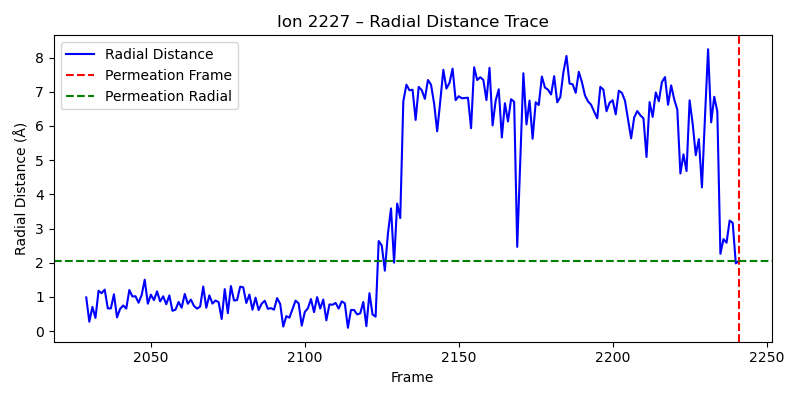 Ion 2227 – Radial Distance Trace
Radial Distance
Permeation Frame
Permeation Radial
Radial Distance (Å)
8
7
6
5
4
3
2
1
0
2050
2100
2150
2200
2250
Frame